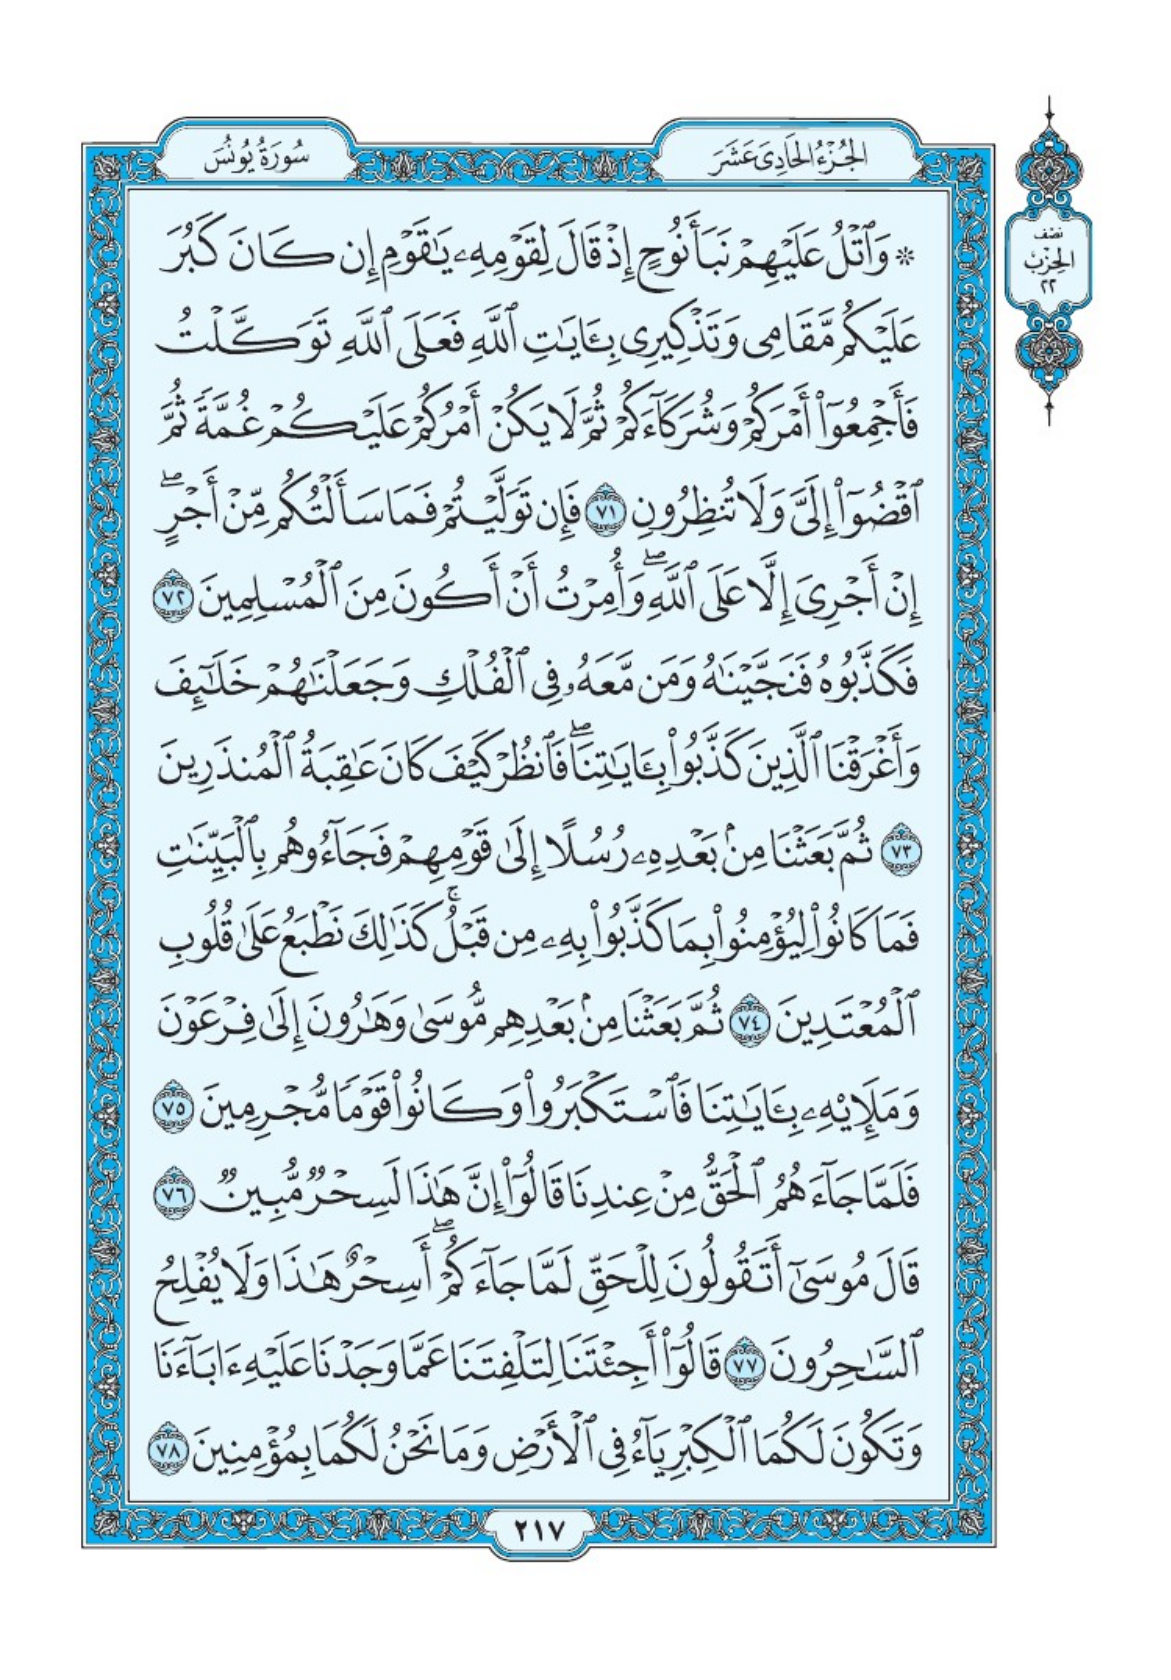 سُورَةُ يُونُسَ
الجُزْءُ الحَادِىَ عَشَرَ
نصف
الحِزْبِ
٢٢
۞ وَٱتْلُ عَلَيْهِمْ نَبَأَ نُوحٍ إِذْ قَالَ لِقَوْمِهِۦ يَٰقَوْمِ إِن كَانَ كَبُرَ
عَلَيْكُم مَّقَامِى وَتَذْكِيرِى بِـَٔايَٰتِ ٱللَّهِ فَعَلَى ٱللَّهِ تَوَكَّلْتُ
فَأَجْمِعُوٓا۟ أَمْرَكُمْ وَشُرَكَآءَكُمْ ثُمَّ لَا يَكُنْ أَمْرُكُمْ عَلَيْكُمْ غُمَّةً ثُمَّ
ٱقْضُوٓا۟ إِلَىَّ وَلَا تُنظِرُونِ ٧١ فَإِن تَوَلَّيْتُمْ فَمَا سَأَلْتُكُم مِّنْ أَجْرٍ ۖ
إِنْ أَجْرِىَ إِلَّا عَلَى ٱللَّهِ ۖ وَأُمِرْتُ أَنْ أَكُونَ مِنَ ٱلْمُسْلِمِينَ ٧٢
فَكَذَّبُوهُ فَنَجَّيْنَٰهُ وَمَن مَّعَهُۥ فِى ٱلْفُلْكِ وَجَعَلْنَٰهُمْ خَلَٰٓئِفَ
وَأَغْرَقْنَا ٱلَّذِينَ كَذَّبُوا۟ بِـَٔايَٰتِنَا ۖ فَٱنظُرْ كَيْفَ كَانَ عَٰقِبَةُ ٱلْمُنذَرِينَ
٧٣ ثُمَّ بَعَثْنَا مِنۢ بَعْدِهِۦ رُسُلًا إِلَىٰ قَوْمِهِمْ فَجَآءُوهُم بِٱلْبَيِّنَٰتِ
فَمَا كَانُوا۟ لِيُؤْمِنُوا۟ بِمَا كَذَّبُوا۟ بِهِۦ مِن قَبْلُ ۚ كَذَٰلِكَ نَطْبَعُ عَلَىٰ قُلُوبِ
ٱلْمُعْتَدِينَ ٧٤ ثُمَّ بَعَثْنَا مِنۢ بَعْدِهِم مُّوسَىٰ وَهَٰرُونَ إِلَىٰ فِرْعَوْنَ
وَمَلَإِي۟هِۦ بِـَٔايَٰتِنَا فَٱسْتَكْبَرُوا۟ وَكَانُوا۟ قَوْمًا مُّجْرِمِينَ ٧٥
فَلَمَّا جَآءَهُمُ ٱلْحَقُّ مِنْ عِندِنَا قَالُوٓا۟ إِنَّ هَٰذَا لَسِحْرٌ مُّبِينٌ ٧٦
قَالَ مُوسَىٰٓ أَتَقُولُونَ لِلْحَقِّ لَمَّا جَآءَكُمْ ۖ أَسِحْرٌ هَٰذَا وَلَا يُفْلِحُ
ٱلسَّٰحِرُونَ ٧٧ قَالُوٓا۟ أَجِئْتَنَا لِتَلْفِتَنَا عَمَّا وَجَدْنَا عَلَيْهِ ءَابَآءَنَا
وَتَكُونَ لَكُمَا ٱلْكِبْرِيَآءُ فِى ٱلْأَرْضِ وَمَا نَحْنُ لَكُمَا بِمُؤْمِنِينَ ٧٨
٢١٧